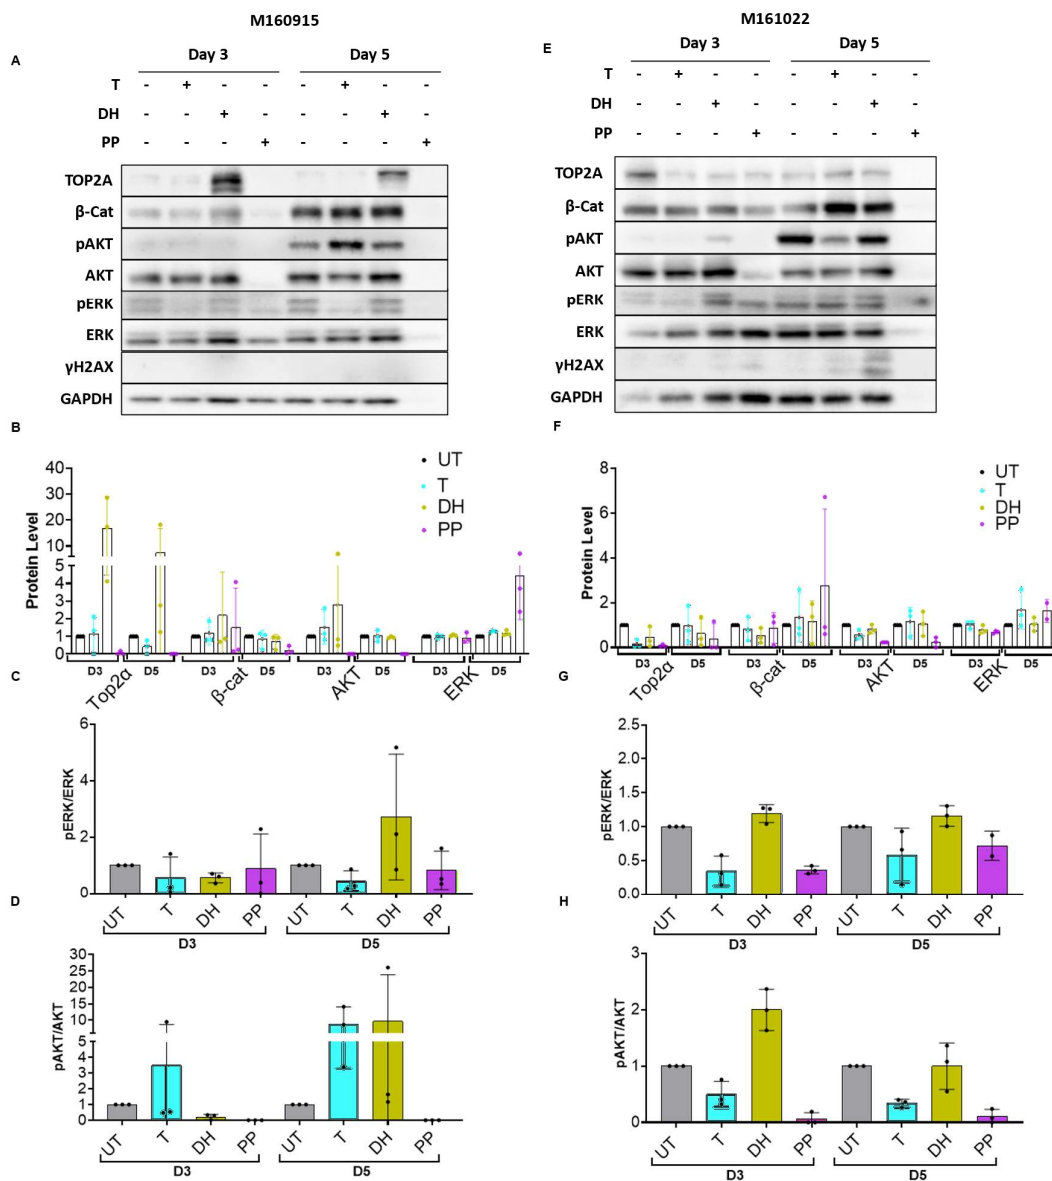 M160915
A
Day 3 Day 5
T - + - - - + - -
DH - - + - - - + -
PP - - - + - - - +
TOP2A
β-Cat
pAKT
AKT
pERK
ERK
γH2AX
GAPDH
B
Protein Level
40
30
20
10
5
4
3
2
1
0
UT
T
DH
PP
D3 D5 D3 D5 D3 D5 D3 D5
Top2α β-cat AKT ERK
C
pERK/ERK
6
4
2
0
UT T DH PP UT T DH PP
D3 D5
D
pAKT/AKT
30
25
20
15
10
5
4
3
2
1
0
UT T DH PP UT T DH PP
D3 D5
M161022
E
Day 3 Day 5
T - + - - - + -
DH - - + - - - +
PP - - - + - - - +
TOP2A
β-Cat
pAKT
AKT
pERK
ERK
γH2AX
GAPDH
F
Protein Level
8
6
4
2
0
UT
T
DH
PP
D3 D5 D3 D5 D3 D5 D3 D5
Top2α β-cat AKT ERK
G
pERK/ERK
2.5
2.0
1.5
1.0
0.5
0.0
UT T DH PP UT T DH PP
D3 D5
H
pAKT/AKT
3
2
1
0
UT T DH PP UT T DH PP
D3 D5